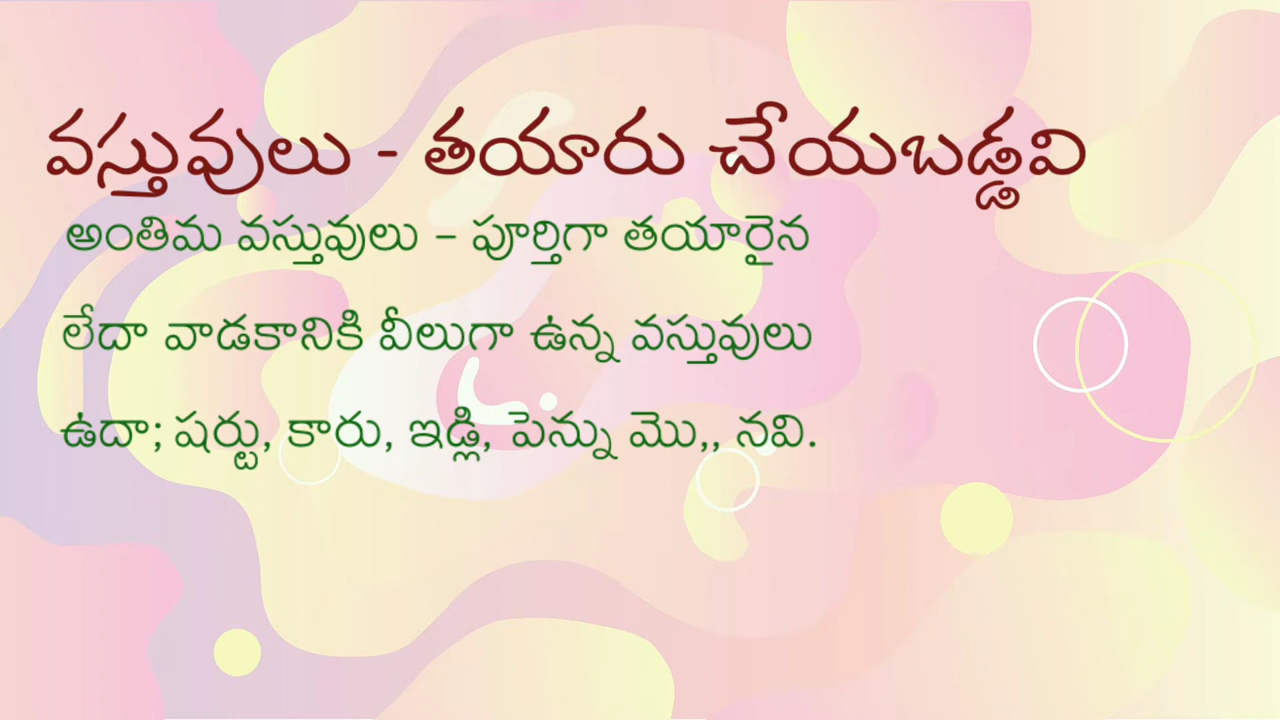 వస్తువులు - తయారు చేయబడ్డవి
అంతిమ వస్తువులు – పూర్తిగా తయారైన
లేదా వాడకానికి వీలుగా ఉన్న వస్తువులు
ఉదా; షర్టు, కారు, ఇడ్లి, పెన్ను మొ,, నవి.